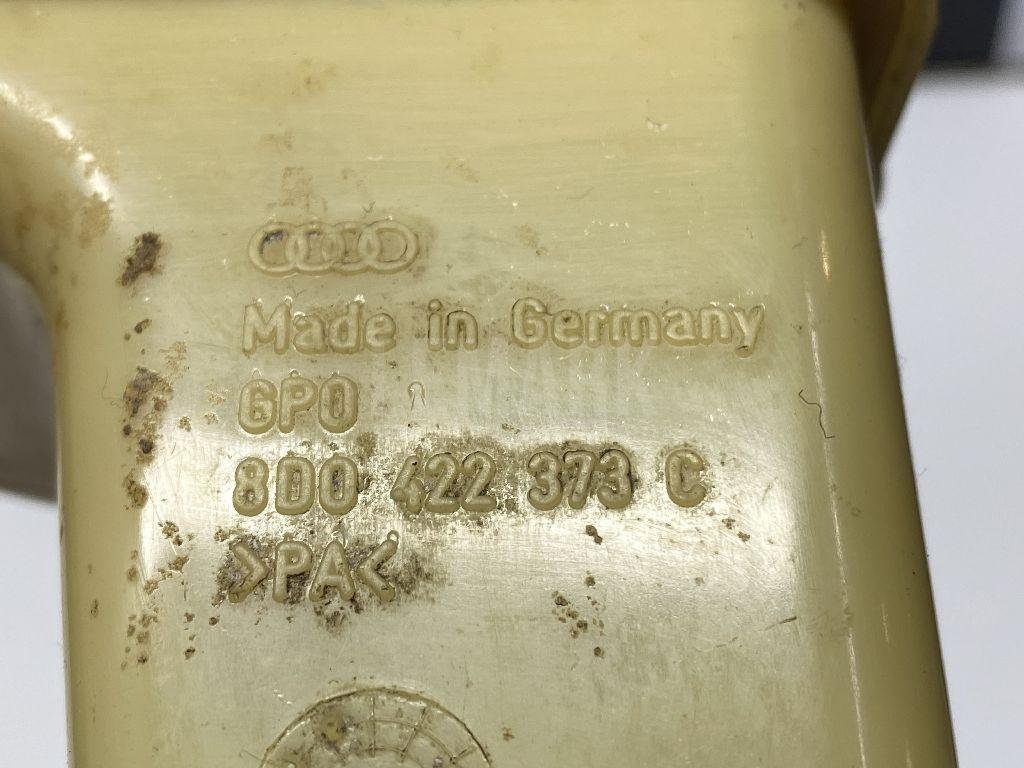 Made in Germany
GPO
8D0 422 373 C
>PA<